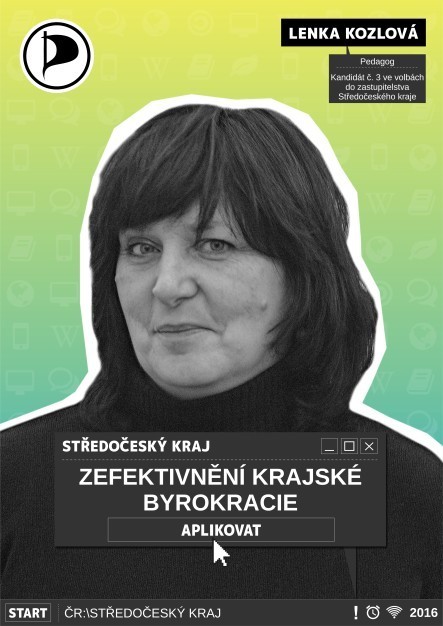 LENKA KOZLOVÁ
Pedagog
Kandidát č. 3 ve volbách
do zastupitelstva
Středočeského kraje
STŘEDOČESKÝ KRAJ
ZEFEKTIVNĚNÍ KRAJSKÉ
BYROKRACIE
APLIKOVAT
START ČR:\STŘEDOČESKÝ KRAJ 2016